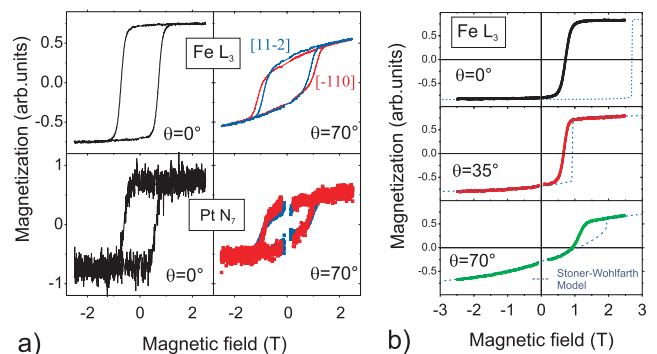 Magnetization (arb.units)
0.5
0.0
-0.5
Fe L3
θ=0°
[11-2]
[-110]
θ=70°
1
0
-1
Pt N7
θ=0°
θ=70°
-2 0 2
-2 0 2
Magnetic field (T)
a)
Magnetization (arb.units)
Fe L3
0.5
0.0
-0.5
θ=0°
0.5
0.0
-0.5
θ=35°
0.5
0.0
-0.5
θ=70°
Stoner-Wohlfarth
Model
-3 -2 -1 0 1 2 3
Magnetic field (T)
b)